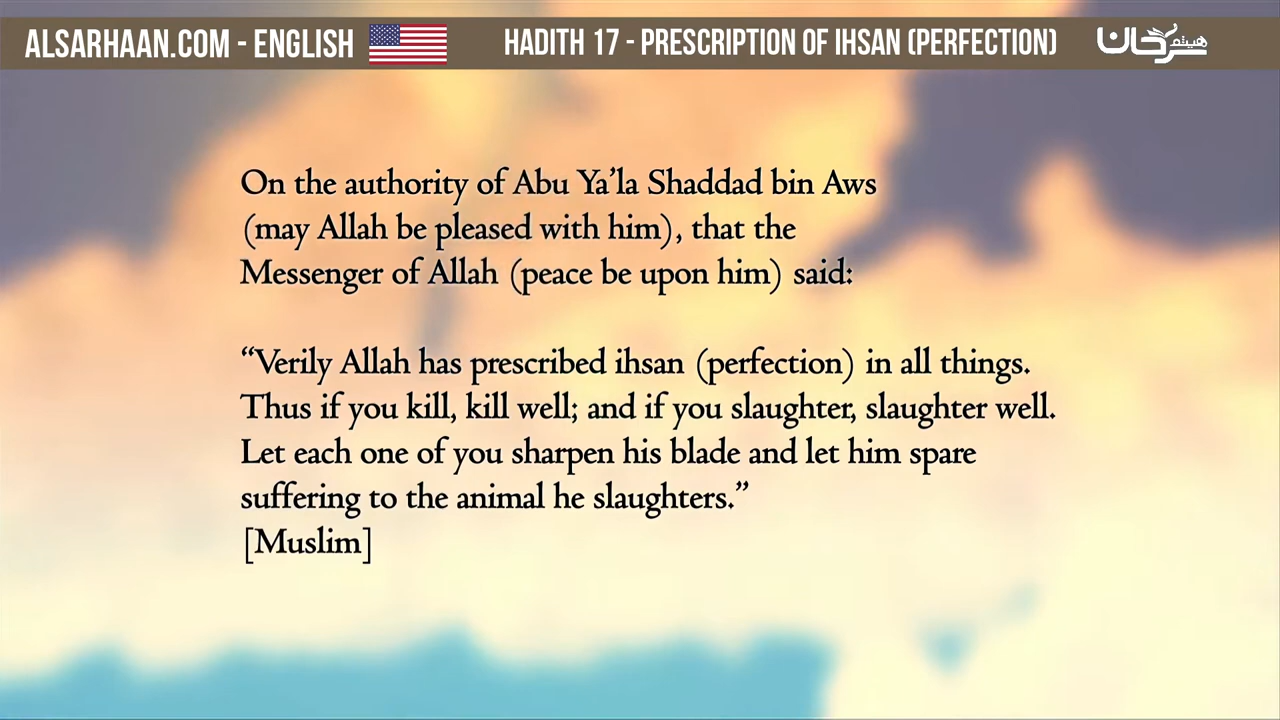 ALSARHAAN.COM - ENGLISH
HADITH 17 - PRESCRIPTION OF IHSAN (PERFECTION)
هيثم سرحان
On the authority of Abu Ya’la Shaddad bin Aws
(may Allah be pleased with him), that the
Messenger of Allah (peace be upon him) said:
“Verily Allah has prescribed ihsan (perfection) in all things.
Thus if you kill, kill well; and if you slaughter, slaughter well.
Let each one of you sharpen his blade and let him spare
suffering to the animal he slaughters.”
[Muslim]